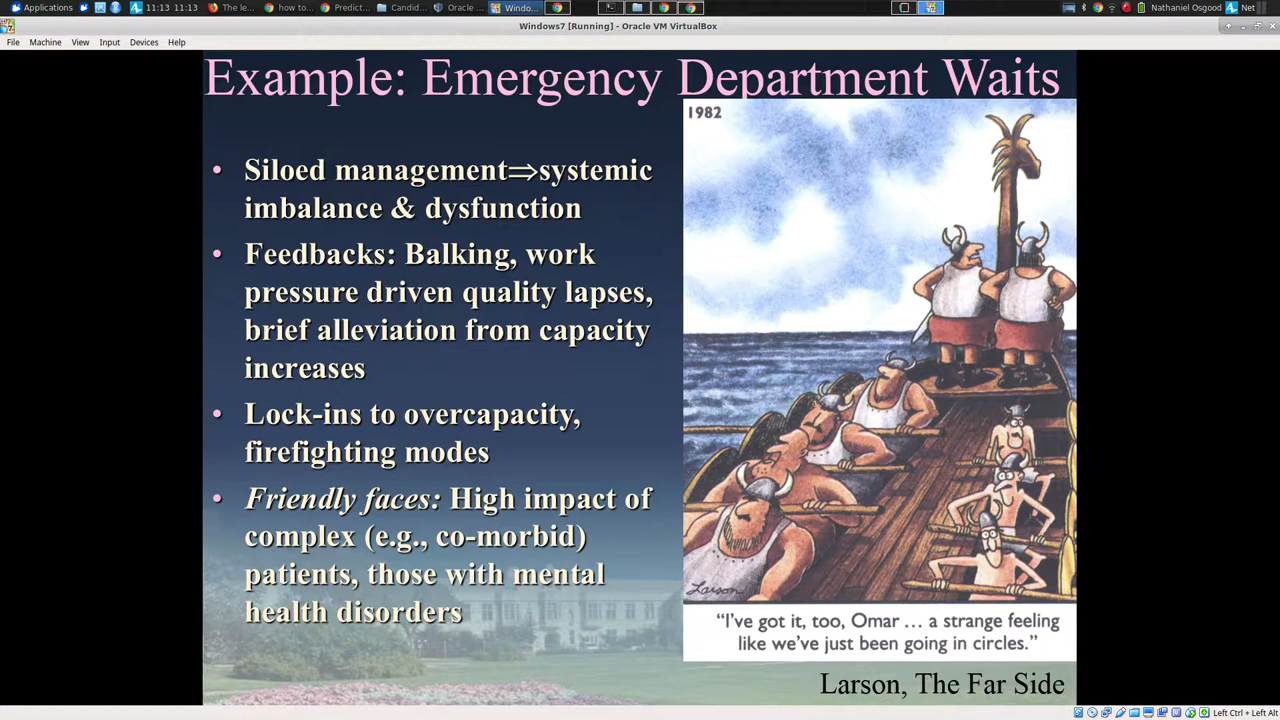 Applications 11:13 11:13 The le... how to... Predict... Candid... Oracle ... Windo... Nathaniel Osgood Net
Windows7 [Running] - Oracle VM VirtualBox
File Machine View Input Devices Help
Example: Emergency Department Waits
• Siloed management⇒systemic
imbalance & dysfunction
• Feedbacks: Balking, work
pressure driven quality lapses,
brief alleviation from capacity
increases
• Lock-ins to overcapacity,
firefighting modes
• Friendly faces: High impact of
complex (e.g., co-morbid)
patients, those with mental
health disorders
1982
Larson
“I’ve got it, too, Omar ... a strange feeling
like we’ve just been going in circles.”
Larson, The Far Side
Left Ctrl + Left Alt